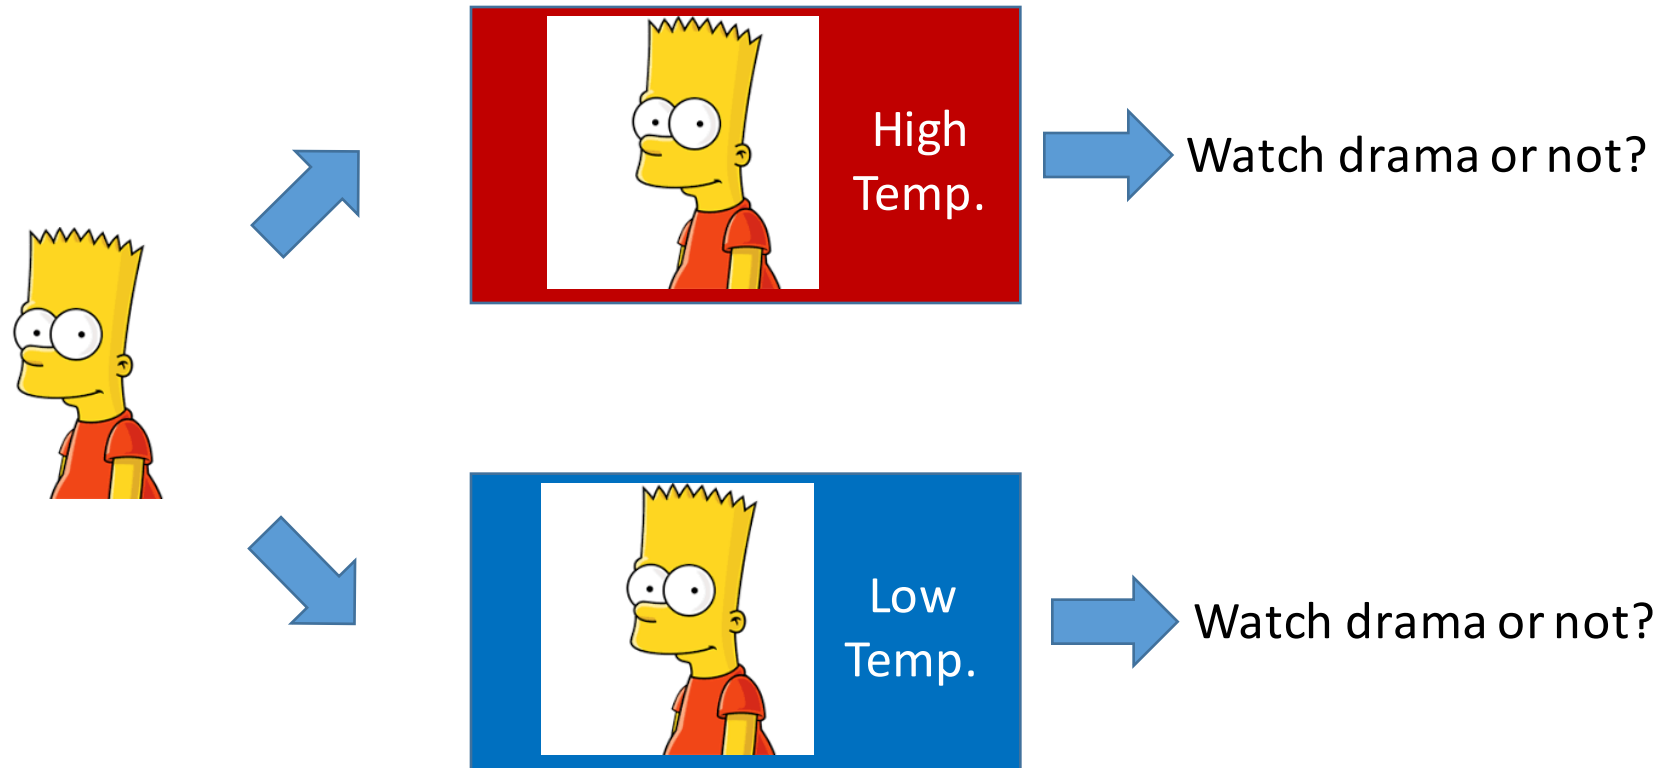 High
Temp.
Watch drama or not?
Low
Temp.
Watch drama or not?